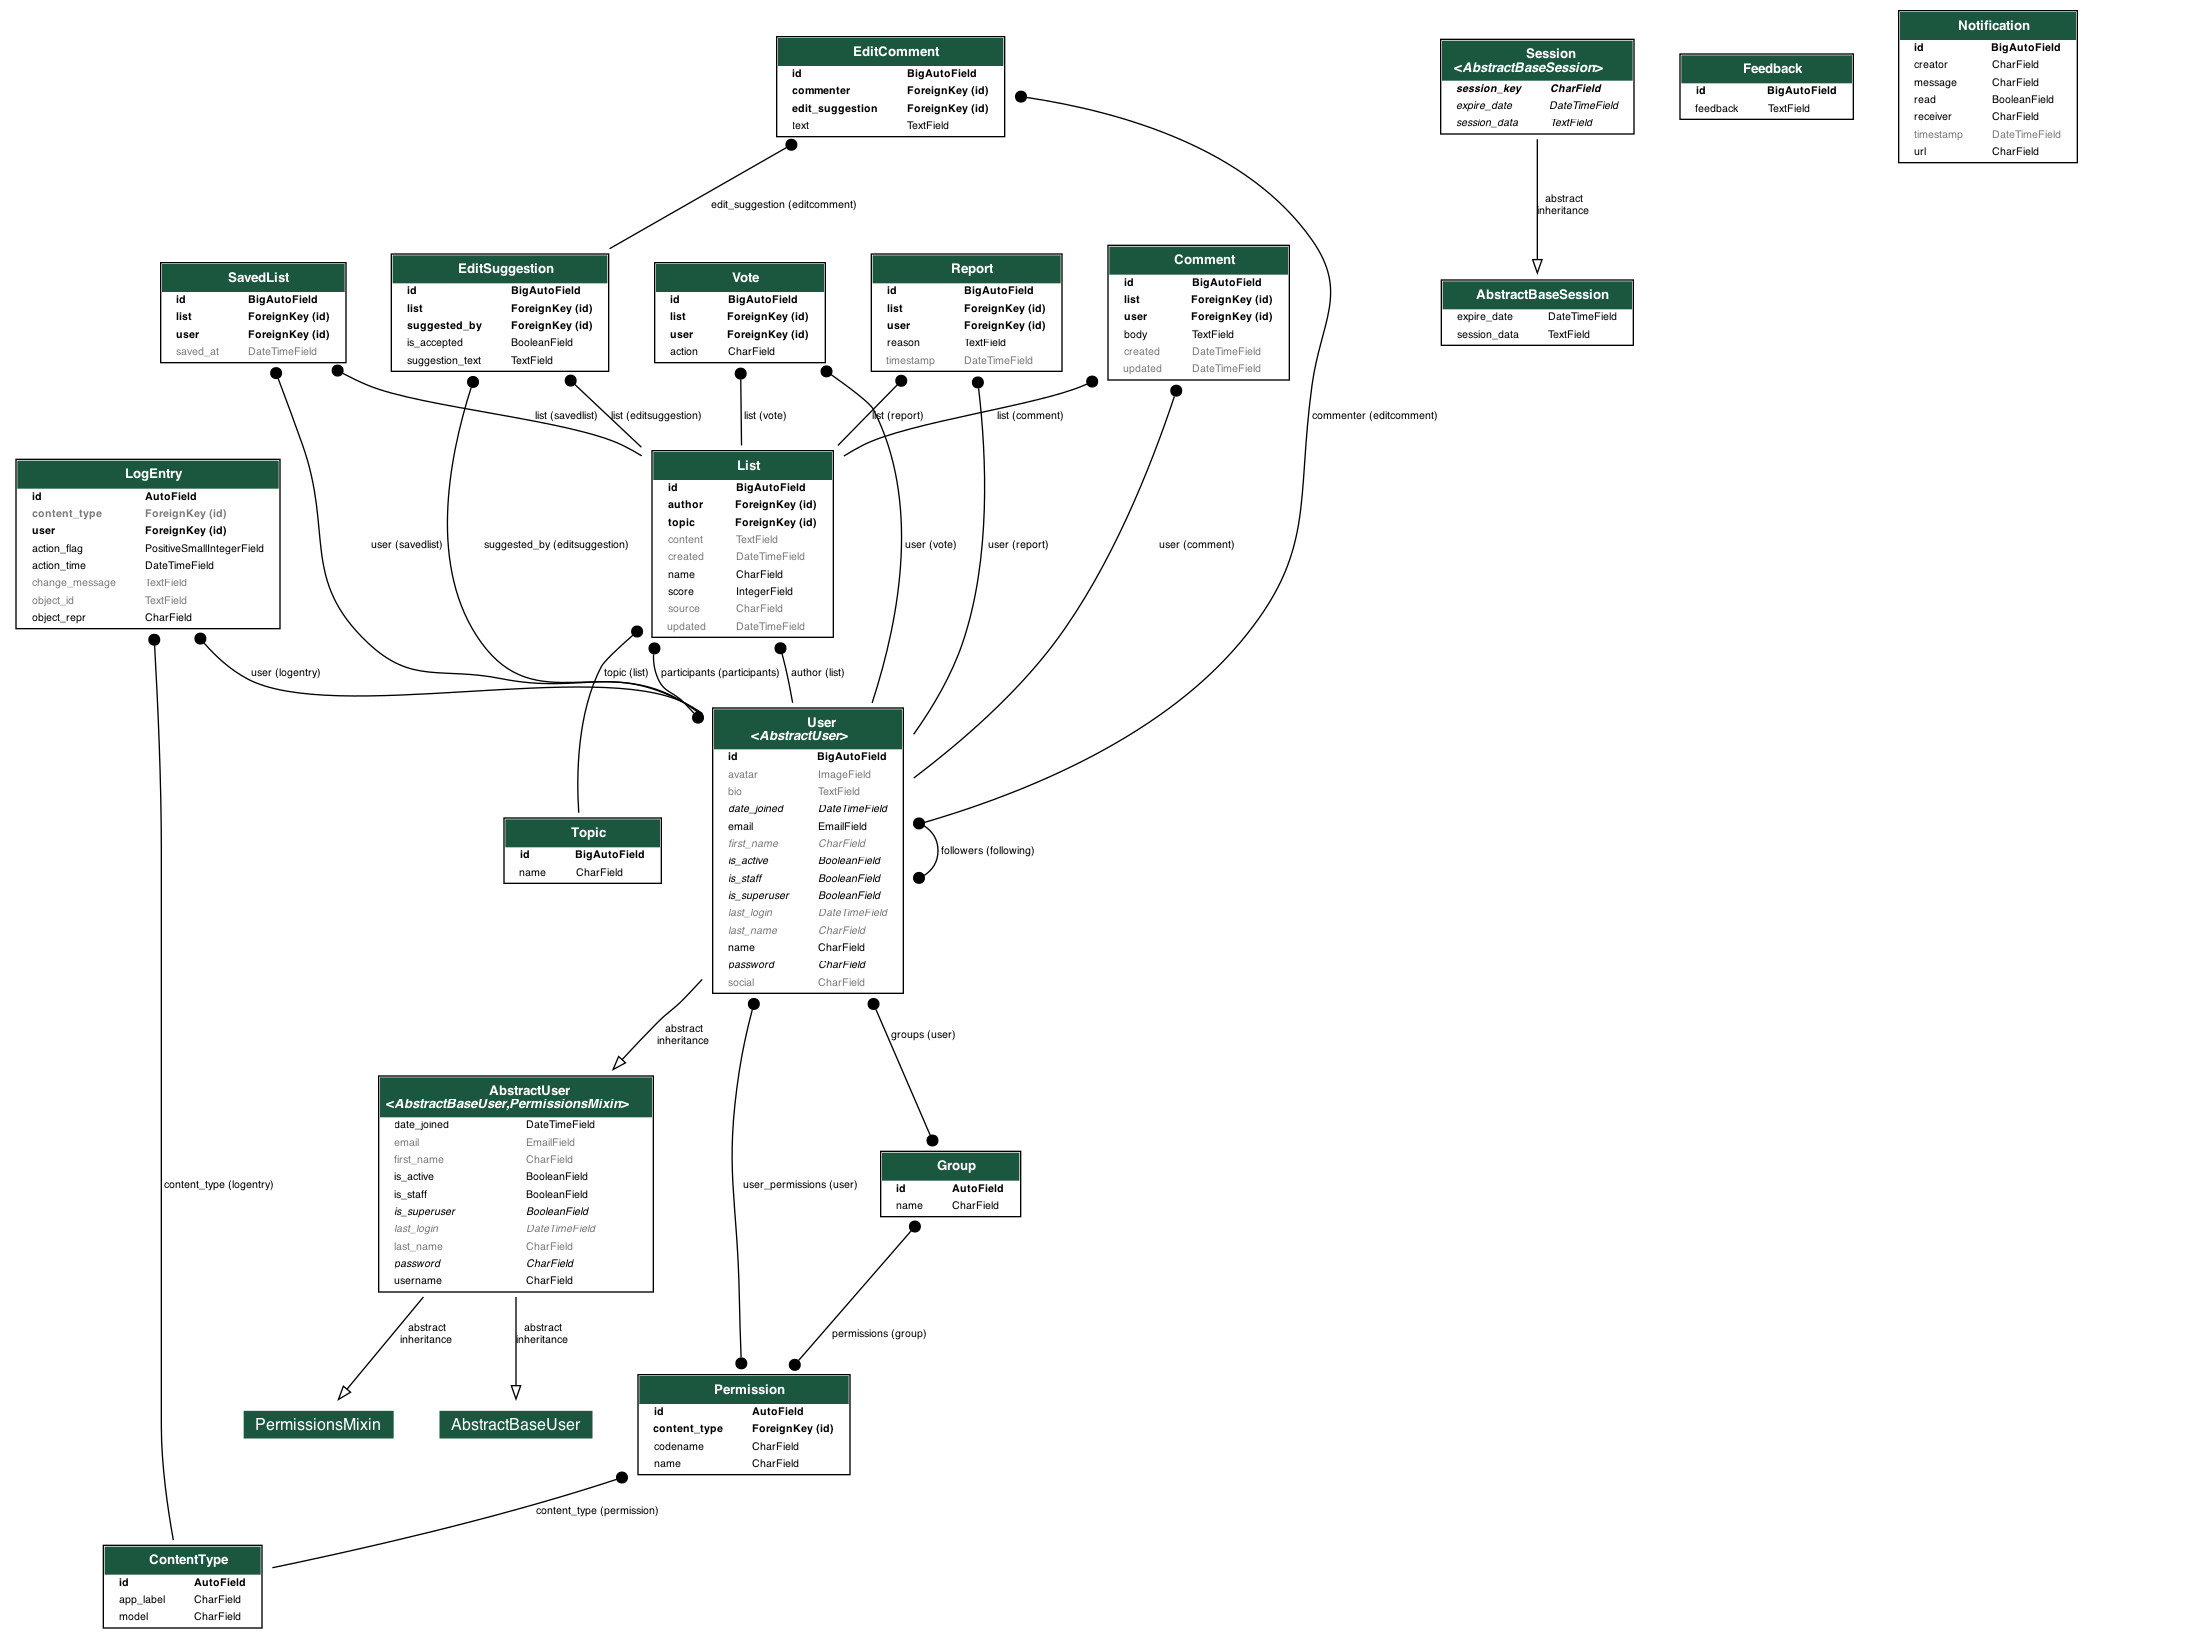 EditComment
id BigAutoField
commenter ForeignKey (id)
edit_suggestion ForeignKey (id)
text TextField
Session
<AbstractBaseSession>
session_key CharField
expire_date DateTimeField
session_data TextField
Feedback
id BigAutoField
feedback TextField
Notification
id BigAutoField
creator CharField
message CharField
read BooleanField
receiver CharField
timestamp DateTimeField
url CharField
edit_suggestion (editcomment)
abstract
inheritance
SavedList
id BigAutoField
list ForeignKey (id)
user ForeignKey (id)
saved_at DateTimeField
EditSuggestion
id BigAutoField
list ForeignKey (id)
suggested_by ForeignKey (id)
is_accepted BooleanField
suggestion_text TextField
Vote
id BigAutoField
list ForeignKey (id)
user ForeignKey (id)
action CharField
Report
id BigAutoField
list ForeignKey (id)
user ForeignKey (id)
reason TextField
timestamp DateTimeField
Comment
id BigAutoField
list ForeignKey (id)
user ForeignKey (id)
body TextField
created DateTimeField
updated DateTimeField
AbstractBaseSession
expire_date DateTimeField
session_data TextField
list (savedlist)
list (editsuggestion)
list (vote)
list (report)
list (comment)
commenter (editcomment)
LogEntry
id AutoField
content_type ForeignKey (id)
user ForeignKey (id)
action_flag PositiveSmallIntegerField
action_time DateTimeField
change_message TextField
object_id TextField
object_repr CharField
List
id BigAutoField
author ForeignKey (id)
topic ForeignKey (id)
content TextField
created DateTimeField
name CharField
score IntegerField
source CharField
updated DateTimeField
user (savedlist)
suggested_by (editsuggestion)
user (vote)
user (report)
user (comment)
user (logentry)
topic (list)
participants (participants)
author (list)
User
<AbstractUser>
id BigAutoField
avatar ImageField
bio TextField
date_joined DateTimeField
email EmailField
first_name CharField
is_active BooleanField
is_staff BooleanField
is_superuser BooleanField
last_login DateTimeField
last_name CharField
name CharField
password CharField
social CharField
Topic
id BigAutoField
name CharField
followers (following)
abstract
inheritance
groups (user)
AbstractUser
<AbstractBaseUser,PermissionsMixin>
date_joined DateTimeField
email EmailField
first_name CharField
is_active BooleanField
is_staff BooleanField
is_superuser BooleanField
last_login DateTimeField
last_name CharField
password CharField
username CharField
content_type (logentry)
user_permissions (user)
Group
id AutoField
name CharField
abstract
inheritance
abstract
inheritance
permissions (group)
PermissionsMixin
AbstractBaseUser
Permission
id AutoField
content_type ForeignKey (id)
codename CharField
name CharField
content_type (permission)
ContentType
id AutoField
app_label CharField
model CharField